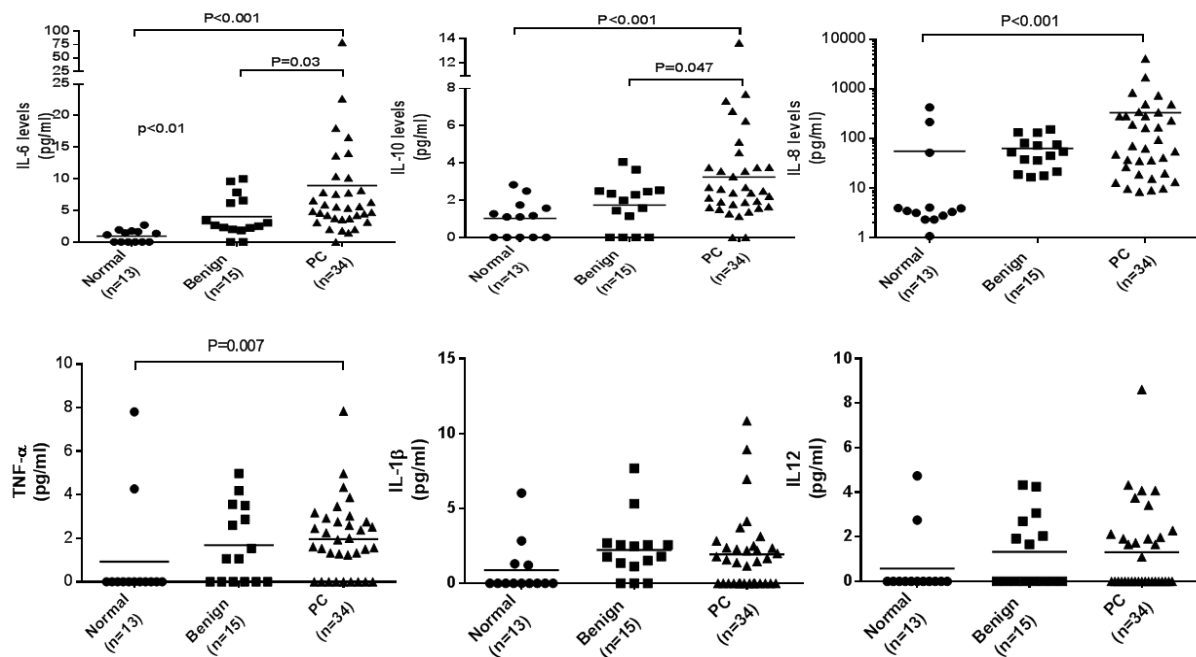 P<0.001
P=0.03
p<0.01
IL-6 levels
(pg/ml)
100
75
50
25
25
20
15
10
5
0
Normal
(n=13)
Benign
(n=15)
PC
(n=34)
P<0.001
P=0.047
IL-10 levels
(pg/ml)
14
12
8
6
4
2
0
Normal
(n=13)
Benign
(n=15)
PC
(n=34)
P<0.001
IL-8 levels
(pg/ml)
10000
1000
100
10
1
Normal
(n=13)
Benign
(n=15)
PC
(n=34)
P=0.007
TNF-α
(pg/ml)
10
8
6
4
2
0
Normal
(n=13)
Benign
(n=15)
PC
(n=34)
IL-1β
(pg/ml)
15
10
5
0
Normal
(n=13)
Benign
(n=15)
PC
(n=34)
IL12
(pg/ml)
10
8
6
4
2
0
Normal
(n=13)
Benign
(n=15)
PC
(n=34)